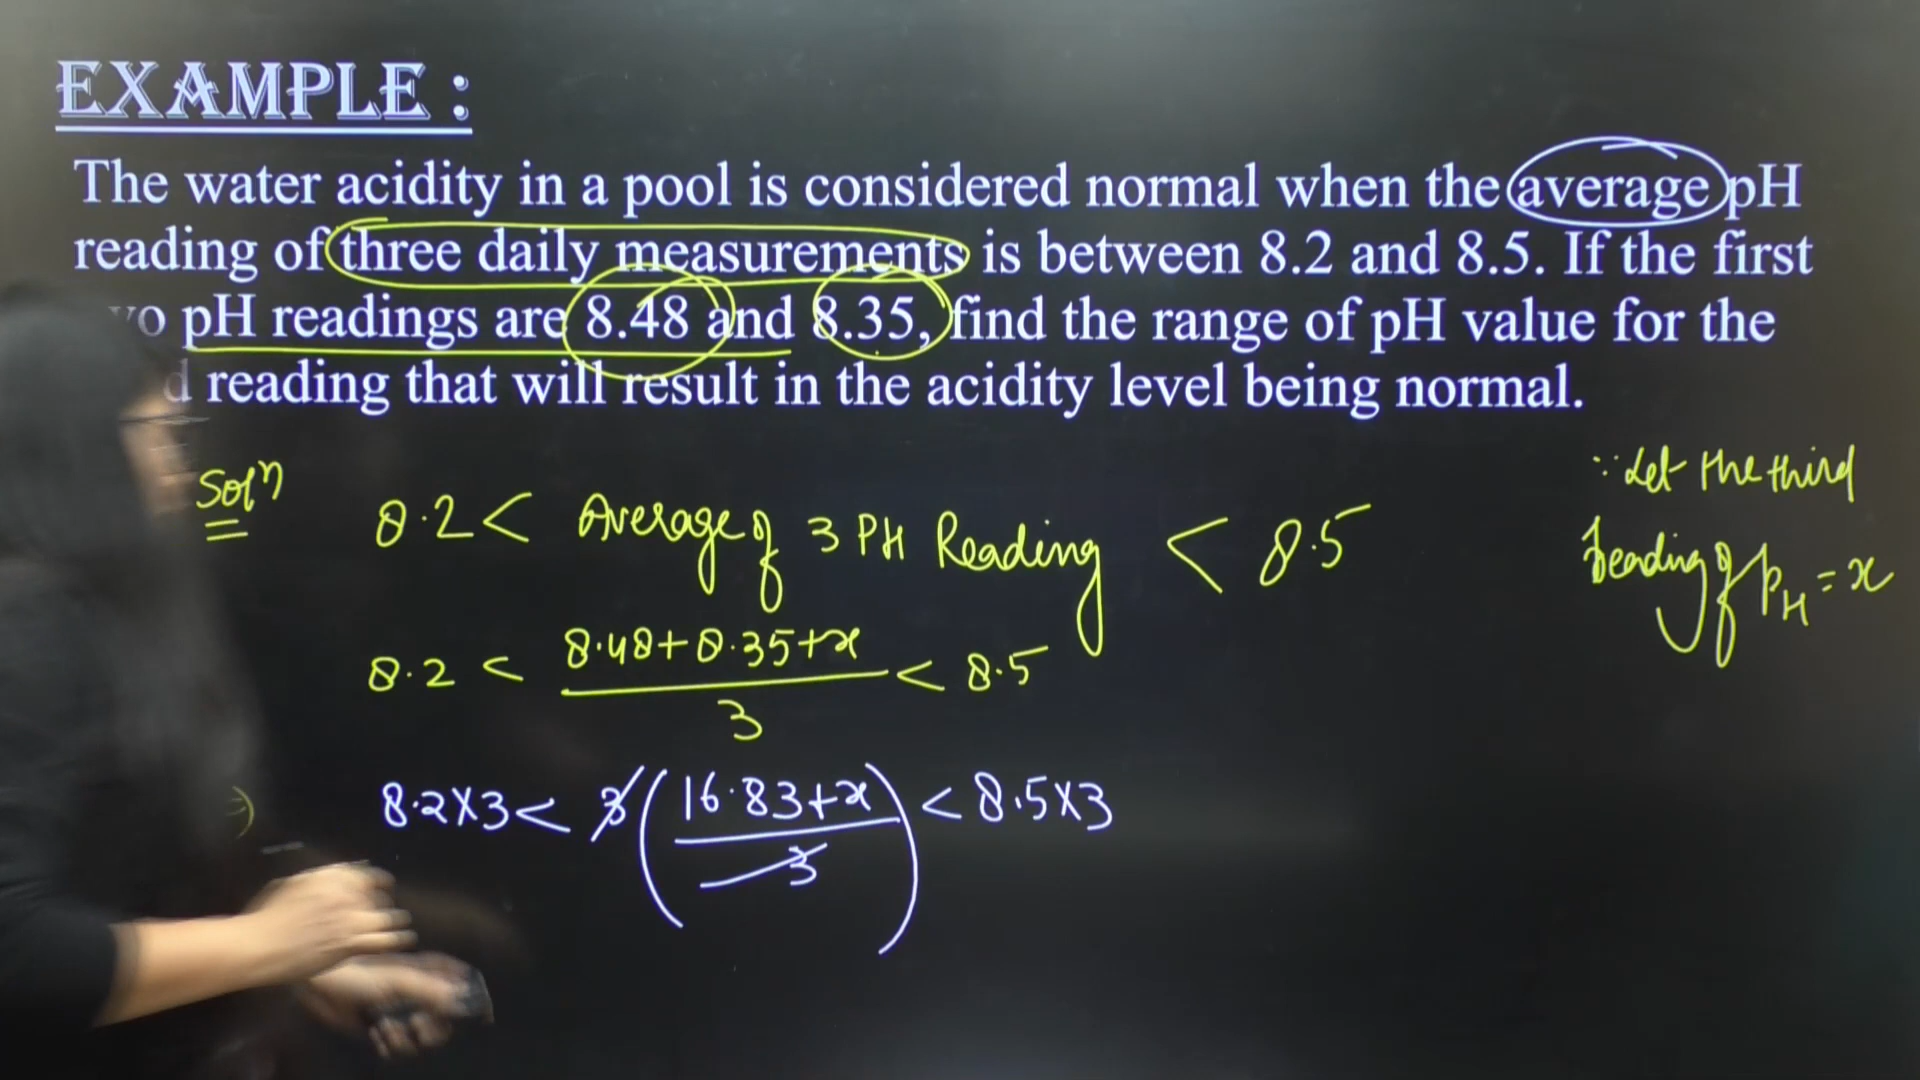 EXAMPLE :
The water acidity in a pool is considered normal when the average pH
reading of three daily measurements is between 8.2 and 8.5. If the first
pH readings are 8.48 and 8.35, find the range of pH value for the
reading that will result in the acidity level being normal.
Solⁿ
8.2 < Average of 3 PH Reading < 8.5
∵ Let the third
reading of pH = x
8.2 < (8.48+8.35+x)/3 < 8.5
⇒ 8.2×3 < 3((16.83+x)/3) < 8.5×3